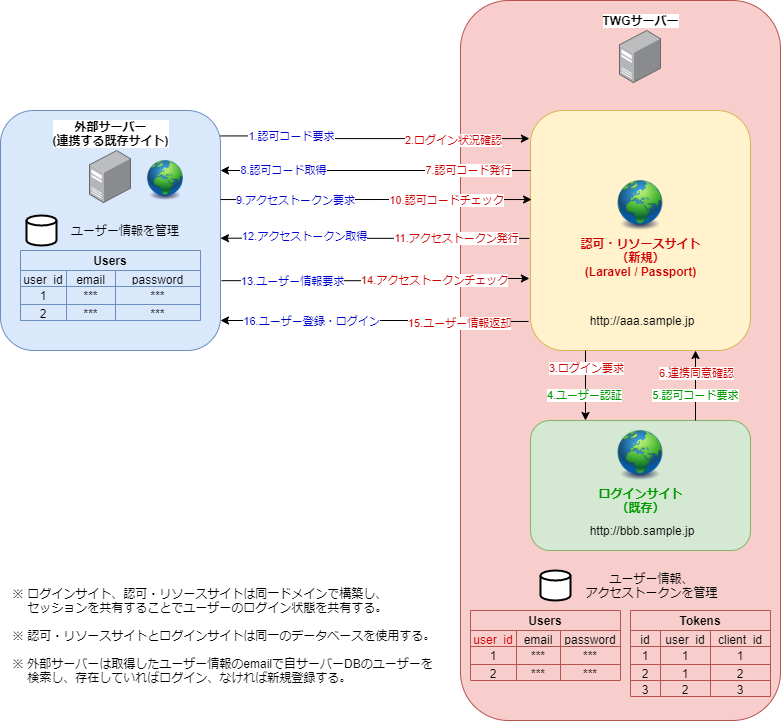 TWGサーバー
外部サーバー
(連携する既存サイト)
ユーザー情報を管理
Users
user_id email password
1 *** ***
2 *** ***
1.認可コード要求
2.ログイン状況確認
8.認可コード取得
7.認可コード発行
9.アクセストークン要求
10.認可コードチェック
12.アクセストークン取得
11.アクセストークン発行
13.ユーザー情報要求
14.アクセストークンチェック
16.ユーザー登録・ログイン
15.ユーザー情報返却
認可・リソースサイト
（新規）
(Laravel / Passport)
http://aaa.sample.jp
3.ログイン要求
4.ユーザー認証
6.連携同意確認
5.認可コード要求
ログインサイト
（既存）
http://bbb.sample.jp
ユーザー情報、
アクセストークンを管理
Users
user_id email password
1 *** ***
2 *** ***
Tokens
id user_id client_id
1 1 1
2 1 2
3 2 3
※ ログインサイト、認可・リソースサイトは同一ドメインで構築し、
セッションを共有することでユーザーのログイン状態を共有する。
※ 認可・リソースサイトとログインサイトは同一のデータベースを使用する。
※ 外部サーバーは取得したユーザー情報のemailで自サーバーDBのユーザーを
検索し、存在していればログイン、なければ新規登録する。